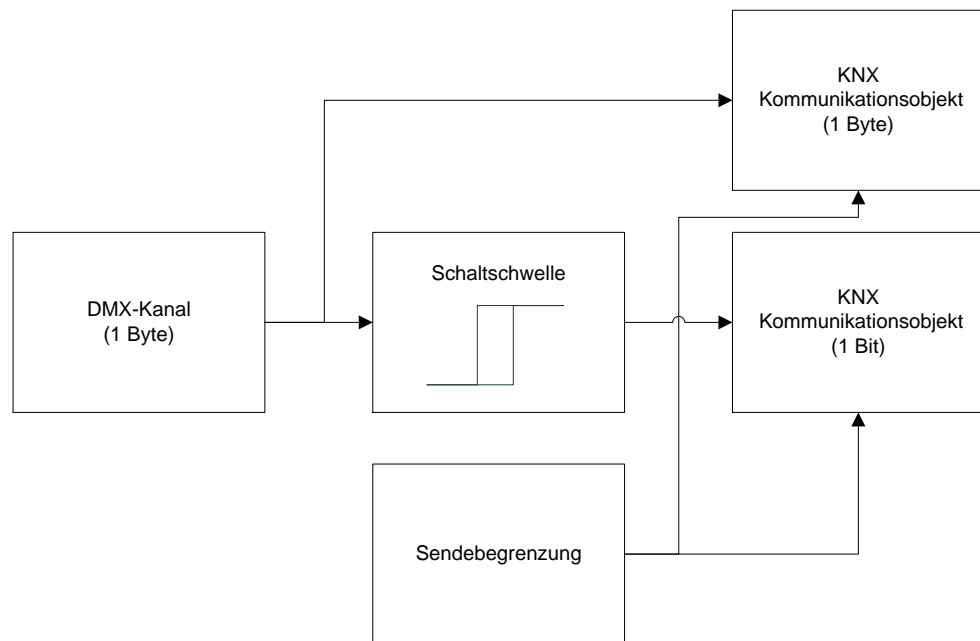 KNX
Kommunikationsobjekt
(1 Byte)
DMX-Kanal
(1 Byte)
Schaltschwelle
KNX
Kommunikationsobjekt
(1 Bit)
Sendebegrenzung